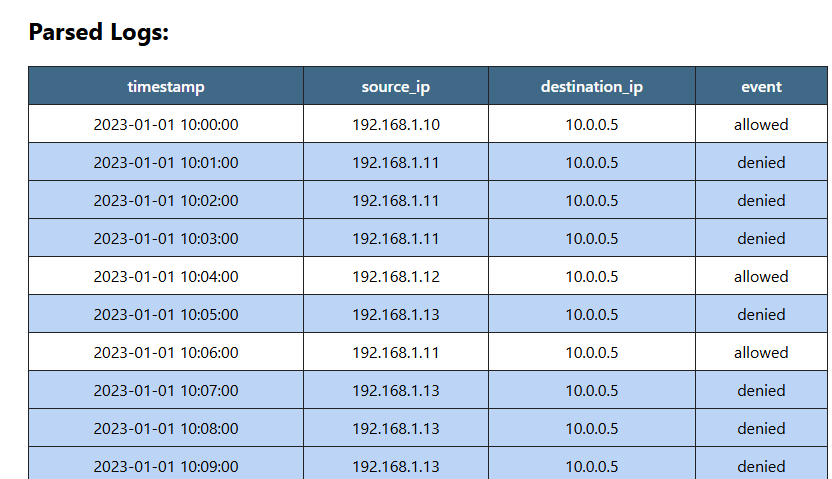 Parsed Logs:
timestamp source_ip destination_ip event
2023-01-01 10:00:00 192.168.1.10 10.0.0.5 allowed
2023-01-01 10:01:00 192.168.1.11 10.0.0.5 denied
2023-01-01 10:02:00 192.168.1.11 10.0.0.5 denied
2023-01-01 10:03:00 192.168.1.11 10.0.0.5 denied
2023-01-01 10:04:00 192.168.1.12 10.0.0.5 allowed
2023-01-01 10:05:00 192.168.1.13 10.0.0.5 denied
2023-01-01 10:06:00 192.168.1.11 10.0.0.5 allowed
2023-01-01 10:07:00 192.168.1.13 10.0.0.5 denied
2023-01-01 10:08:00 192.168.1.13 10.0.0.5 denied
2023-01-01 10:09:00 192.168.1.13 10.0.0.5 denied